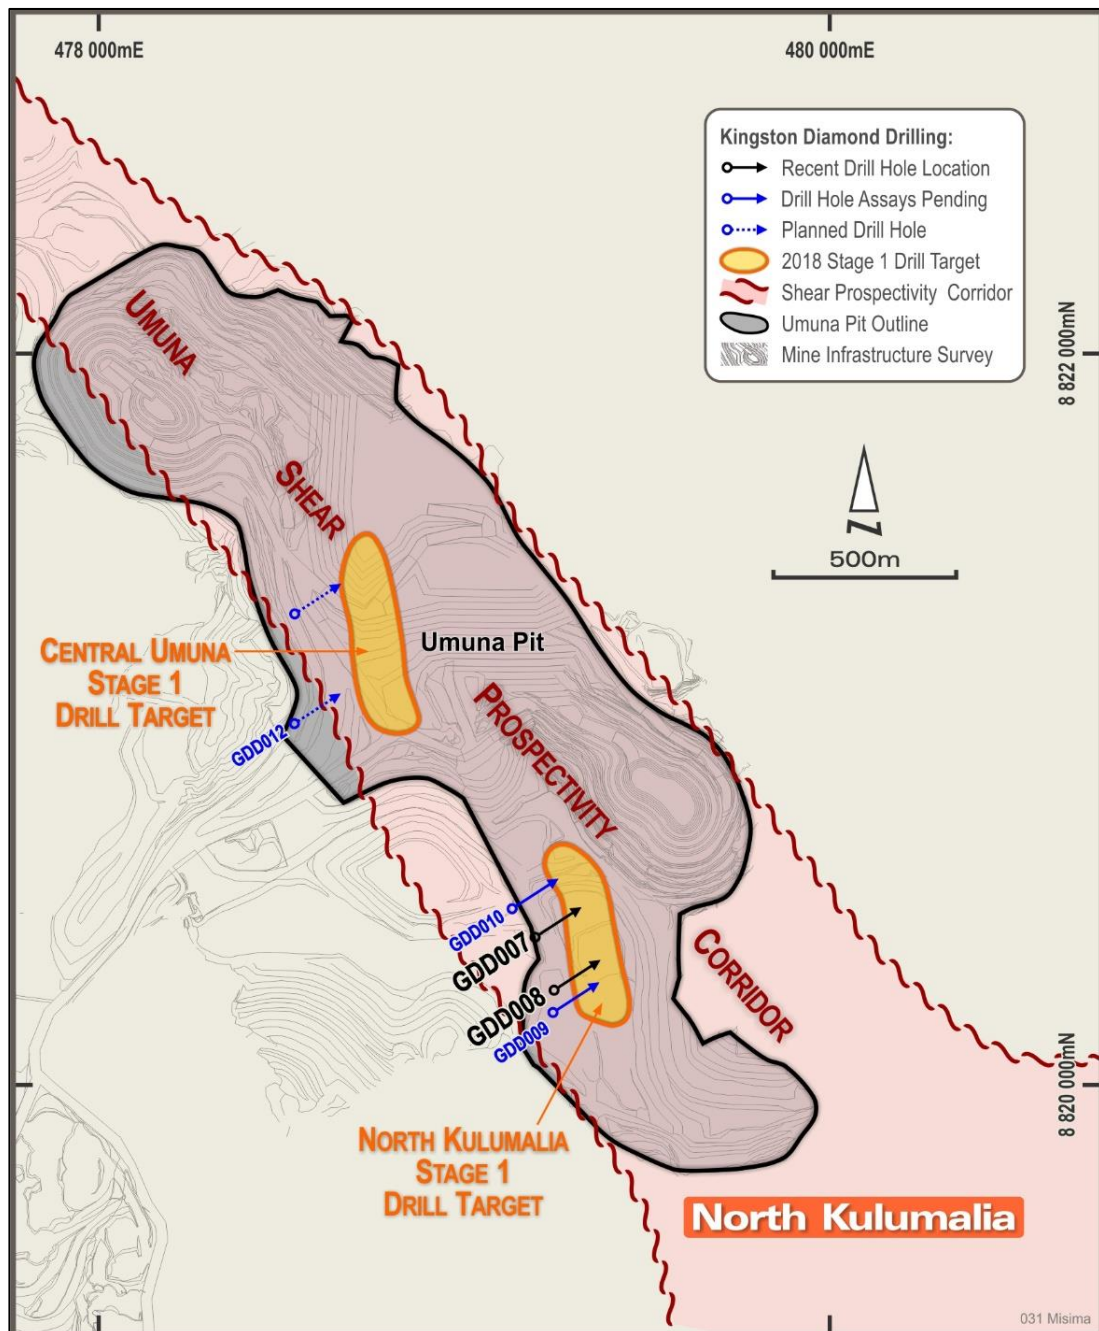 478 000mE
480 000mE
Kingston Diamond Drilling:
Recent Drill Hole Location
Drill Hole Assays Pending
Planned Drill Hole
2018 Stage 1 Drill Target
Shear Prospectivity Corridor
Umuna Pit Outline
Mine Infrastructure Survey
8 822 000mN
UMUNA
SHEAR
PROSPECTIVITY
CORRIDOR
N
500m
CENTRAL UMUNA
STAGE 1
DRILL TARGET
Umuna Pit
GDD012
GDD010
GDD007
GDD008
GDD009
8 820 000mN
NORTH KULUMALIA
STAGE 1
DRILL TARGET
North Kulumalia
031 Misima